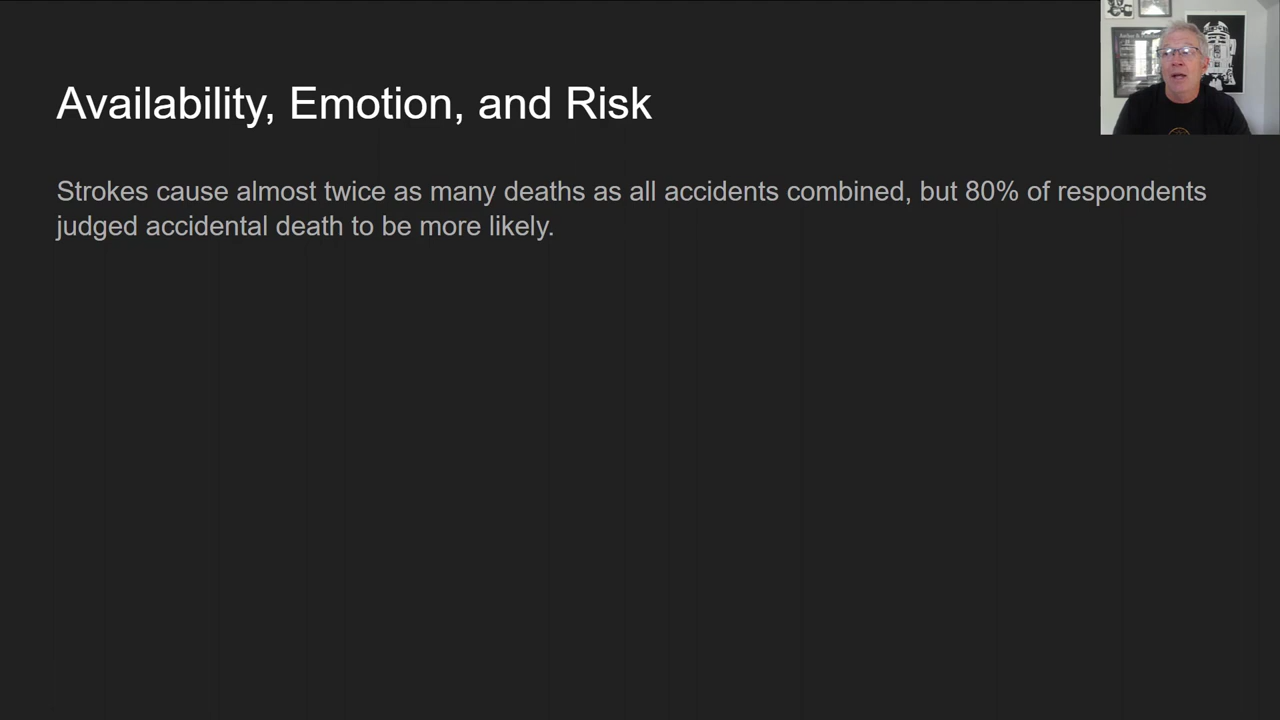 Availability, Emotion, and Risk
Strokes cause almost twice as many deaths as all accidents combined, but 80% of respondents
judged accidental death to be more likely.